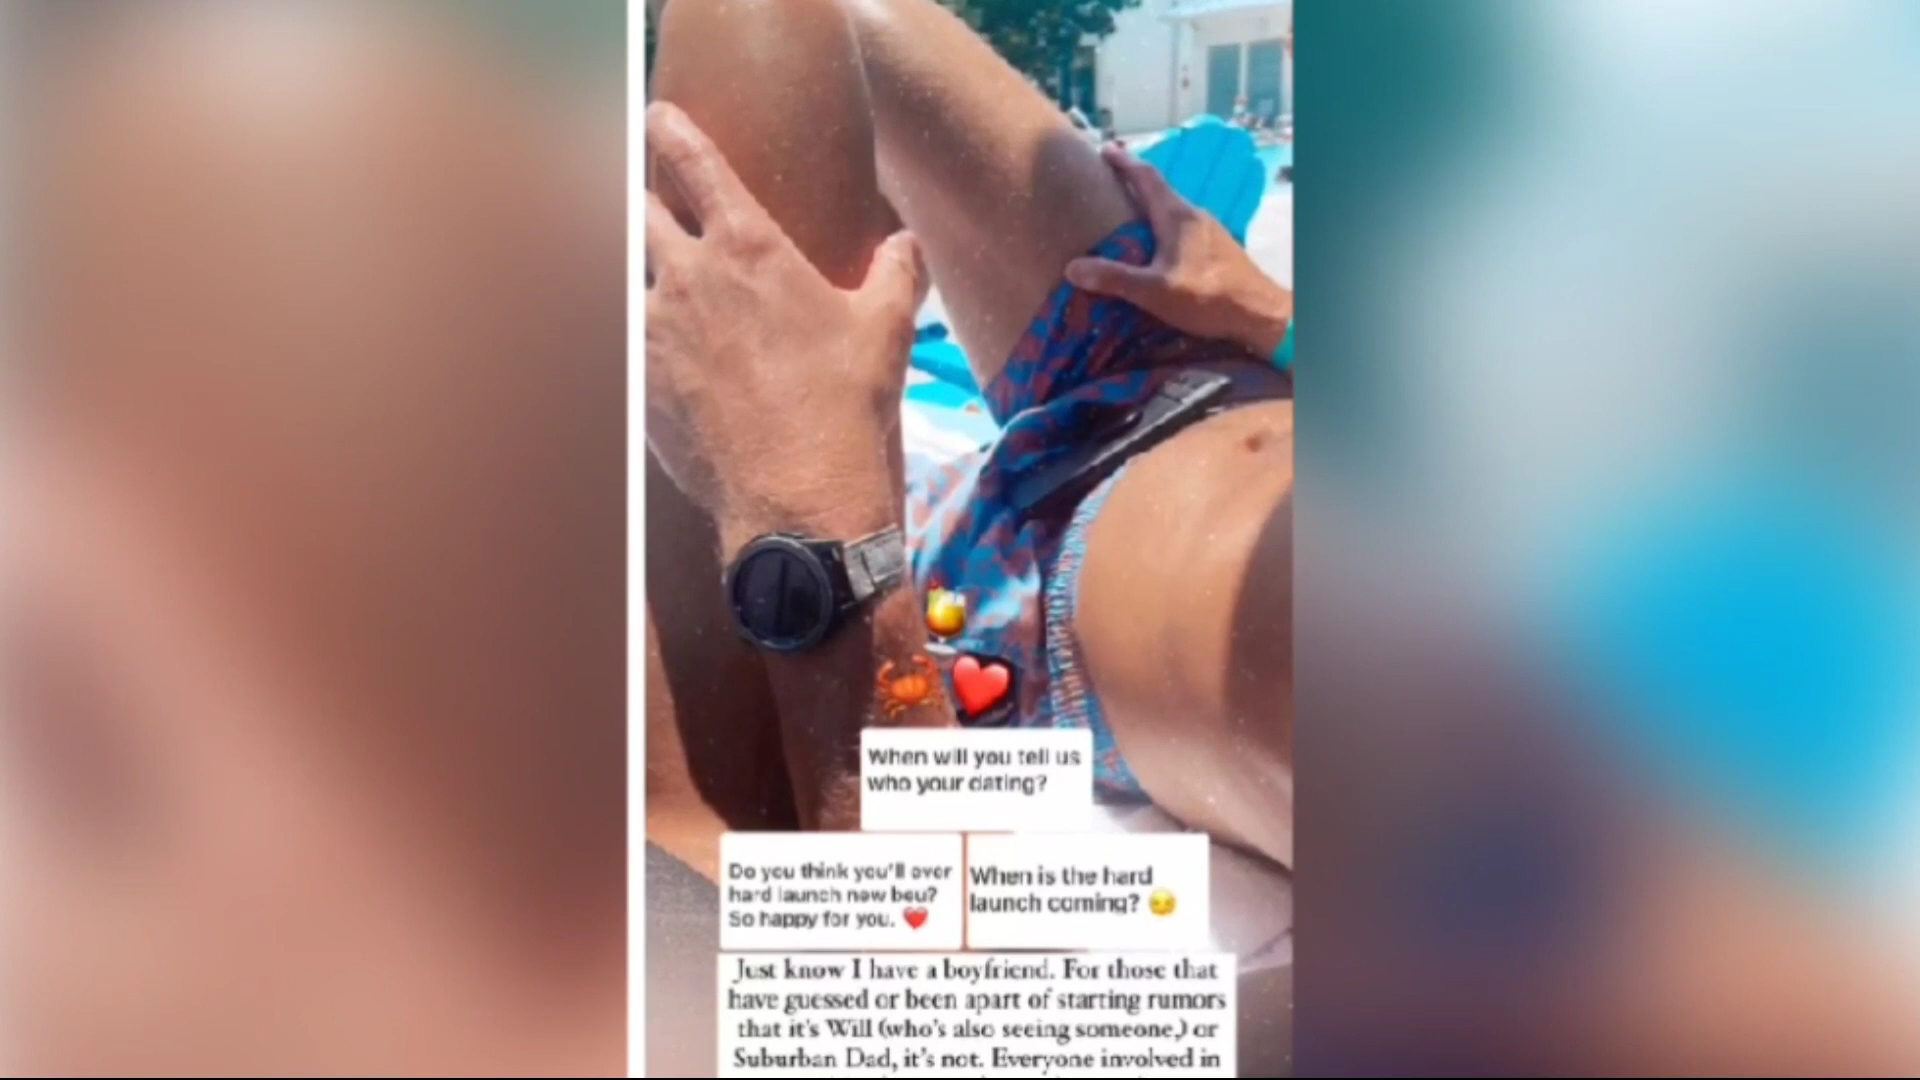 When will you tell us
who your dating?
Do you think you'll ever
hard launch new beu?
So happy for you. ❤️
When is the hard
launch coming? 😏
Just know I have a boyfriend. For those that
have guessed or been apart of starting rumors
that it's Will (who's also seeing someone,) or
Suburban Dad, it's not. Everyone involved in